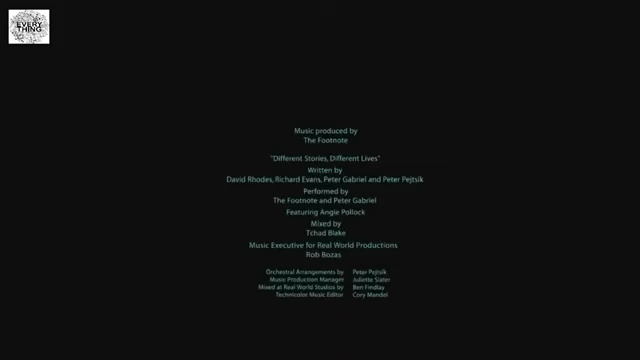 EVERY
THING
Music produced by
The Footnote
"Different Stories, Different Lives"
Written by
David Rhodes, Richard Evans, Peter Gabriel and Peter Pejtsik
Performed by
The Footnote and Peter Gabriel
Featuring Angie Pollock
Mixed by
Tchad Blake
Music Executive for Real World Productions
Rob Bozas
Orchestral Arrangements by Peter Pejtsik
Music Production Manager Juliette Slater
Mixed at Real World Studios by Ben Findlay
Technicolor Music Editor Cory Mandel